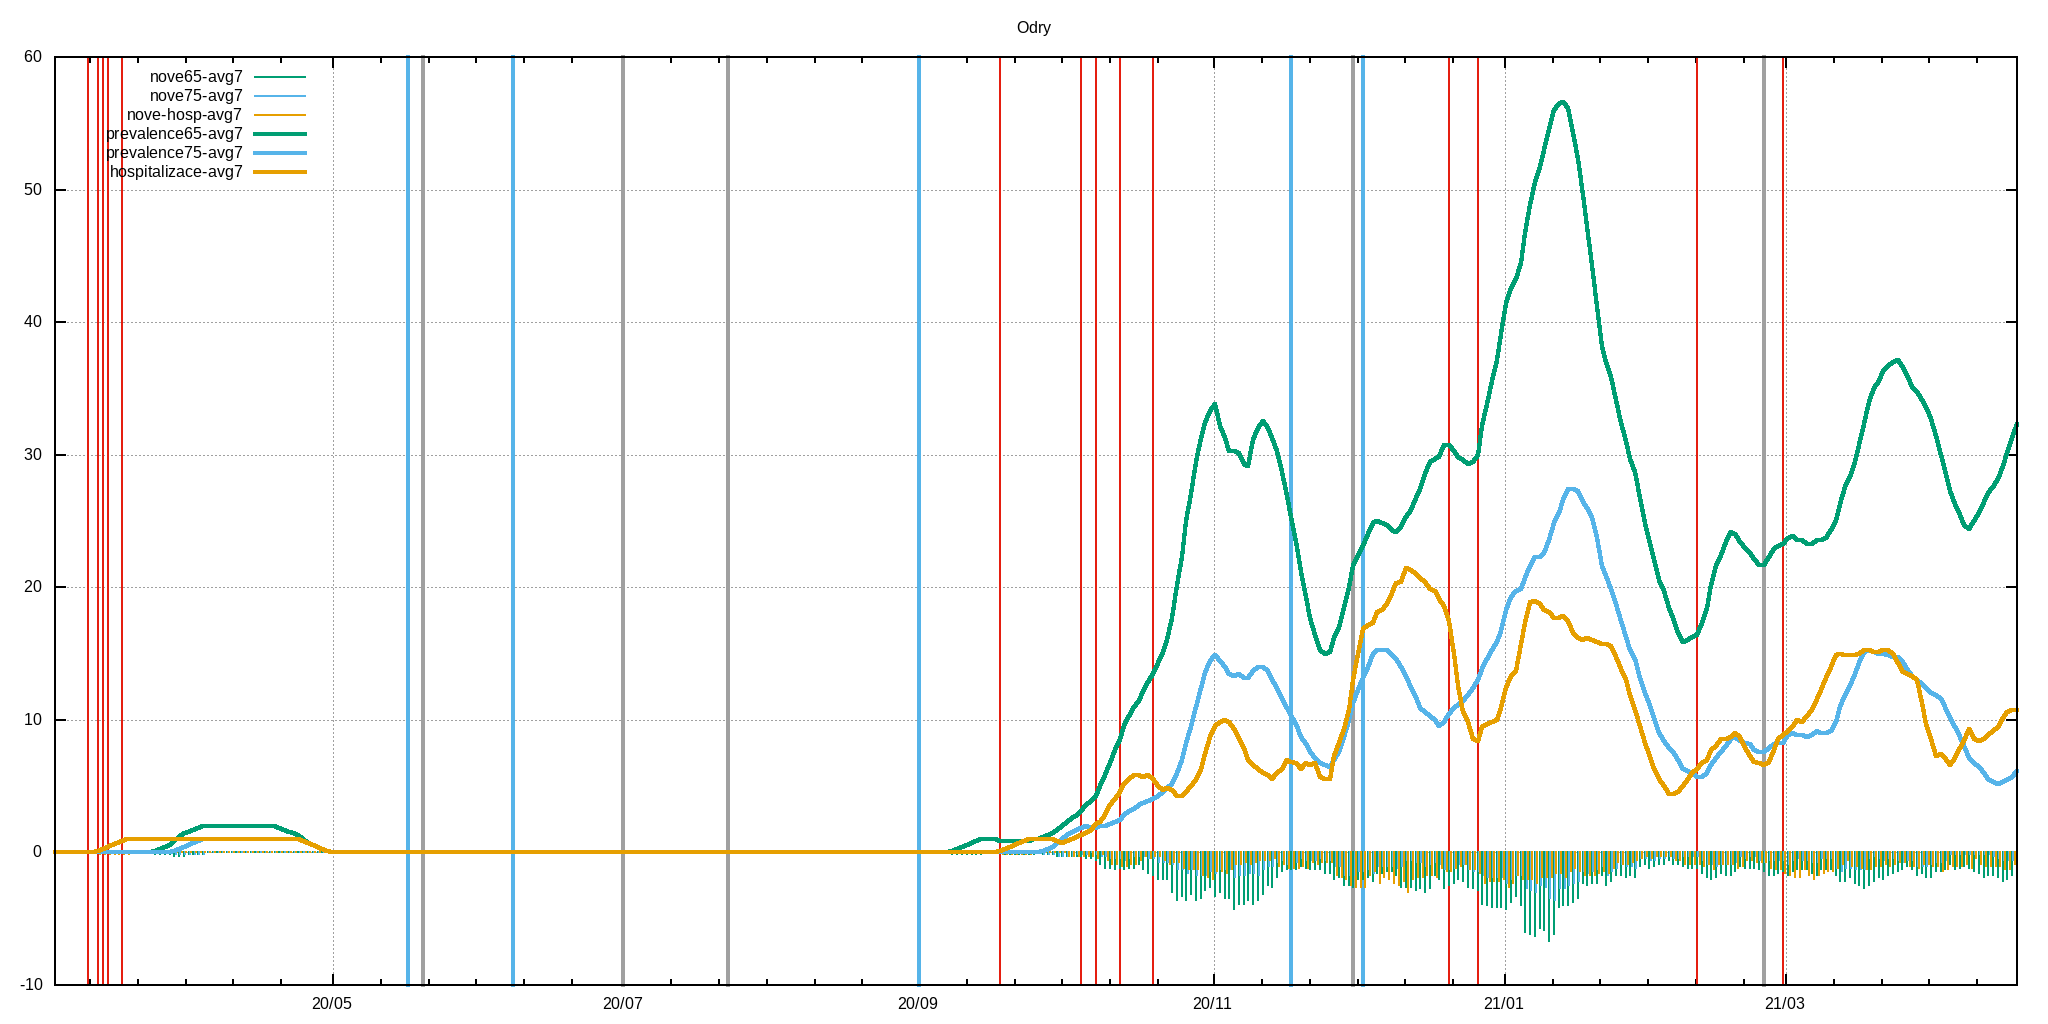 Odry
60
50
40
30
20
10
0
-10
nove65-avg7
nove75-avg7
nove-hosp-avg7
prevalence65-avg7
prevalence75-avg7
hospitalizace-avg7
20/05
20/07
20/09
20/11
21/01
21/03